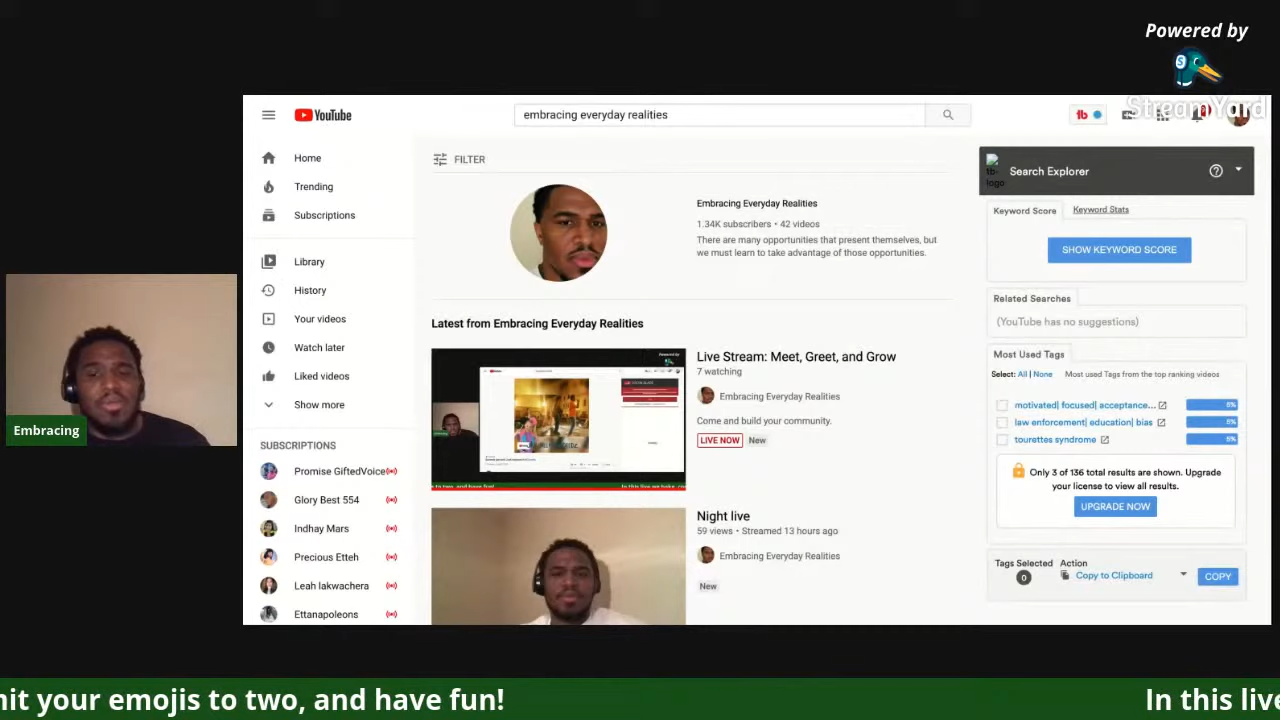 Powered by
StreamYard
YouTube
embracing everyday realities
tb
Home
Trending
Subscriptions
Library
History
Your videos
Watch later
Liked videos
Show more
SUBSCRIPTIONS
Promise GiftedVoice
Glory Best 554
Indhay Mars
Precious Etteh
Leah lakwachera
Ettanapoleons
FILTER
Embracing Everyday Realities
1.34K subscribers • 42 videos
There are many opportunities that present themselves, but
we must learn to take advantage of those opportunities.
Latest from Embracing Everyday Realities
Live Stream: Meet, Greet, and Grow
7 watching
Embracing Everyday Realities
Come and build your community.
LIVE NOW New
Night live
59 views • Streamed 13 hours ago
Embracing Everyday Realities
New
tb-
logo
Search Explorer
Keyword Score Keyword Stats
SHOW KEYWORD SCORE
Related Searches
(YouTube has no suggestions)
Most Used Tags
Select: All | None Most used Tags from the top ranking videos
motivated| focused| acceptance...
law enforcement| education| bias
tourettes syndrome
Only 3 of 136 total results are shown. Upgrade
your license to view all results.
UPGRADE NOW
Tags Selected Action
0 Copy to Clipboard COPY
Embracing
nit your emojis to two, and have fun! In this live